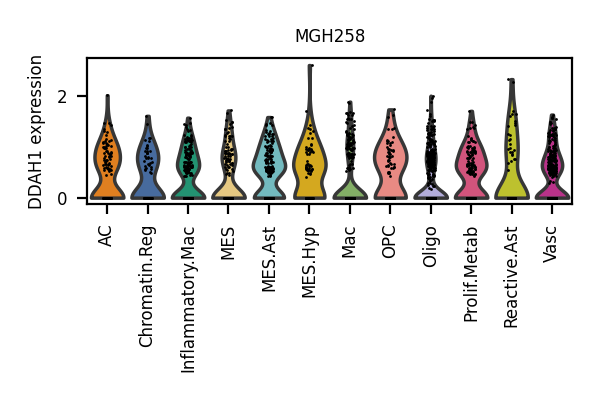 MGH258
DDAH1 expression
2
0
AC
Chromatin.Reg
Inflammatory.Mac
MES
MES.Ast
MES.Hyp
Mac
OPC
Oligo
Prolif.Metab
Reactive.Ast
Vasc